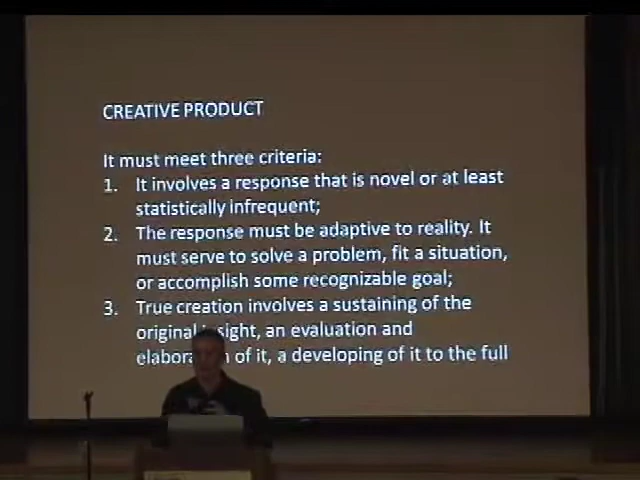 CREATIVE PRODUCT
It must meet three criteria:
1. It involves a response that is novel or at least
statistically infrequent;
2. The response must be adaptive to reality. It
must serve to solve a problem, fit a situation,
or accomplish some recognizable goal;
3. True creation involves a sustaining of the
original insight, an evaluation and
elaboration of it, a developing of it to the full